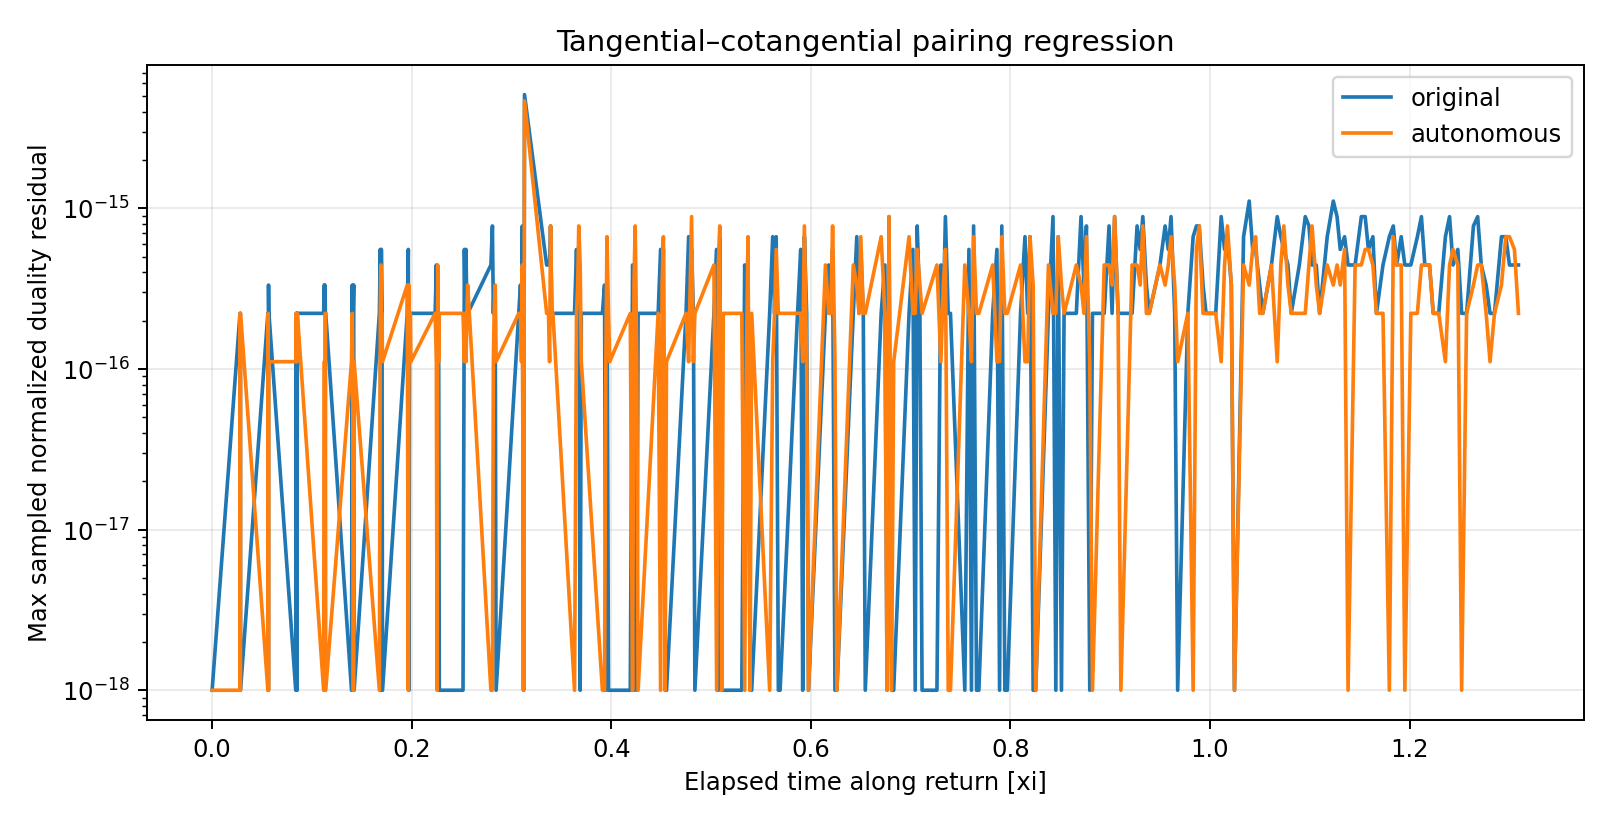 Tangential–cotangential pairing regression
original
autonomous
Max sampled normalized duality residual
10⁻¹⁵
10⁻¹⁶
10⁻¹⁷
10⁻¹⁸
0.0 0.2 0.4 0.6 0.8 1.0 1.2
Elapsed time along return [xi]